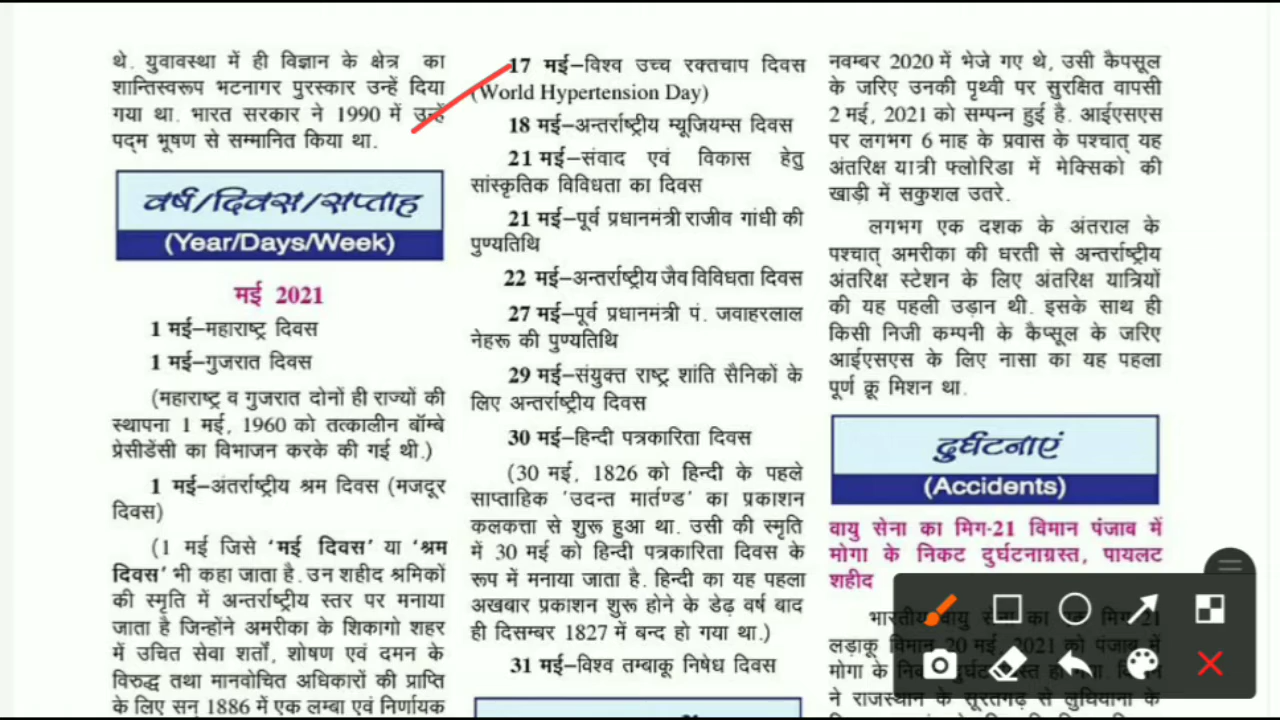 थे. युवावस्था में ही विज्ञान के क्षेत्र का
शान्तिस्वरूप भटनागर पुरस्कार उन्हें दिया
गया था. भारत सरकार ने 1990 में उन्हें
पद्म भूषण से सम्मानित किया था.
वर्ष/दिवस/सप्ताह
(Year/Days/Week)
मई 2021
1 मई–महाराष्ट्र दिवस
1 मई–गुजरात दिवस
(महाराष्ट्र व गुजरात दोनों ही राज्यों की
स्थापना 1 मई, 1960 को तत्कालीन बॉम्बे
प्रेसीडेंसी का विभाजन करके की गई थी.)
1 मई–अंतर्राष्ट्रीय श्रम दिवस (मजदूर
दिवस)
(1 मई जिसे 'मई दिवस' या 'श्रम
दिवस' भी कहा जाता है. उन शहीद श्रमिकों
की स्मृति में अन्तर्राष्ट्रीय स्तर पर मनाया
जाता है जिन्होंने अमरीका के शिकागो शहर
में उचित सेवा शर्तों, शोषण एवं दमन के
विरुद्ध तथा मानवोचित अधिकारों की प्राप्ति
के लिए सन् 1886 में एक लम्बा एवं निर्णायक
17 मई–विश्व उच्च रक्तचाप दिवस
(World Hypertension Day)
18 मई–अन्तर्राष्ट्रीय म्यूजियम्स दिवस
21 मई–संवाद एवं विकास हेतु
सांस्कृतिक विविधता का दिवस
21 मई–पूर्व प्रधानमंत्री राजीव गांधी की
पुण्यतिथि
22 मई–अन्तर्राष्ट्रीय जैव विविधता दिवस
27 मई–पूर्व प्रधानमंत्री पं. जवाहरलाल
नेहरू की पुण्यतिथि
29 मई–संयुक्त राष्ट्र शांति सैनिकों के
लिए अन्तर्राष्ट्रीय दिवस
30 मई–हिन्दी पत्रकारिता दिवस
(30 मई, 1826 को हिन्दी के पहले
साप्ताहिक 'उदन्त मार्तण्ड' का प्रकाशन
कलकत्ता से शुरू हुआ था. उसी की स्मृति
में 30 मई को हिन्दी पत्रकारिता दिवस के
रूप में मनाया जाता है. हिन्दी का यह पहला
अखबार प्रकाशन शुरू होने के डेढ़ वर्ष बाद
ही दिसम्बर 1827 में बन्द हो गया था.)
31 मई–विश्व तम्बाकू निषेध दिवस
नवम्बर 2020 में भेजे गए थे, उसी कैपसूल
के जरिए उनकी पृथ्वी पर सुरक्षित वापसी
2 मई, 2021 को सम्पन्न हुई है. आईएसएस
पर लगभग 6 माह के प्रवास के पश्चात् यह
अंतरिक्ष यात्री फ्लोरिडा में मेक्सिको की
खाड़ी में सकुशल उतरे.
लगभग एक दशक के अंतराल के
पश्चात् अमरीका की धरती से अन्तर्राष्ट्रीय
अंतरिक्ष स्टेशन के लिए अंतरिक्ष यात्रियों
की यह पहली उड़ान थी. इसके साथ ही
किसी निजी कम्पनी के कैप्सूल के जरिए
आईएसएस के लिए नासा का यह पहला
पूर्ण क्रू मिशन था.
दुर्घटनाएं
(Accidents)
वायु सेना का मिग-21 विमान पंजाब में
मोगा के निकट दुर्घटनाग्रस्त, पायलट
शहीद
भारतीय वायु सेना का एक मिग-21
लड़ाकू विमान 20 मई, 2021 को पंजाब में
मोगा के
ने राजस्थान के सूरतगढ़ से लुधियाना के